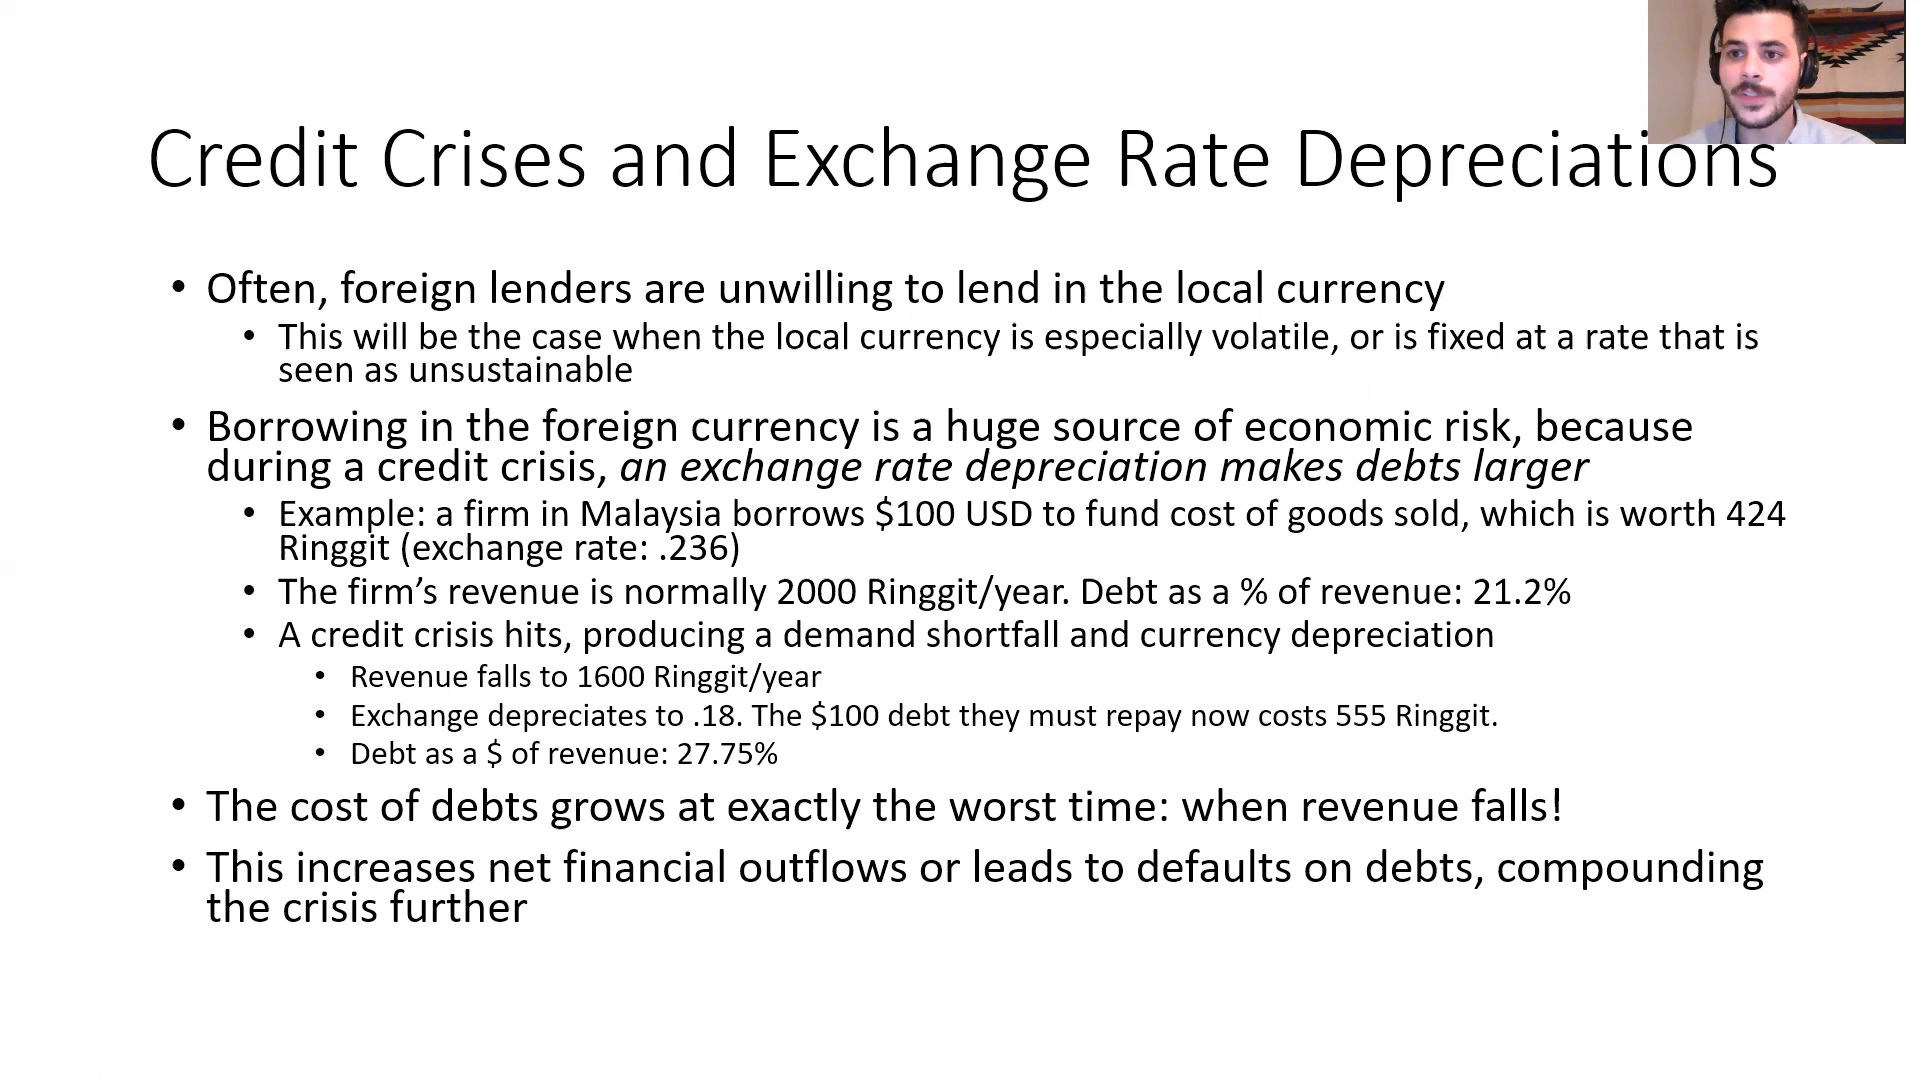 Credit Crises and Exchange Rate Depreciations
• Often, foreign lenders are unwilling to lend in the local currency
• This will be the case when the local currency is especially volatile, or is fixed at a rate that is
seen as unsustainable
• Borrowing in the foreign currency is a huge source of economic risk, because
during a credit crisis, an exchange rate depreciation makes debts larger
• Example: a firm in Malaysia borrows $100 USD to fund cost of goods sold, which is worth 424
Ringgit (exchange rate: .236)
• The firm’s revenue is normally 2000 Ringgit/year. Debt as a % of revenue: 21.2%
• A credit crisis hits, producing a demand shortfall and currency depreciation
• Revenue falls to 1600 Ringgit/year
• Exchange depreciates to .18. The $100 debt they must repay now costs 555 Ringgit.
• Debt as a $ of revenue: 27.75%
• The cost of debts grows at exactly the worst time: when revenue falls!
• This increases net financial outflows or leads to defaults on debts, compounding
the crisis further